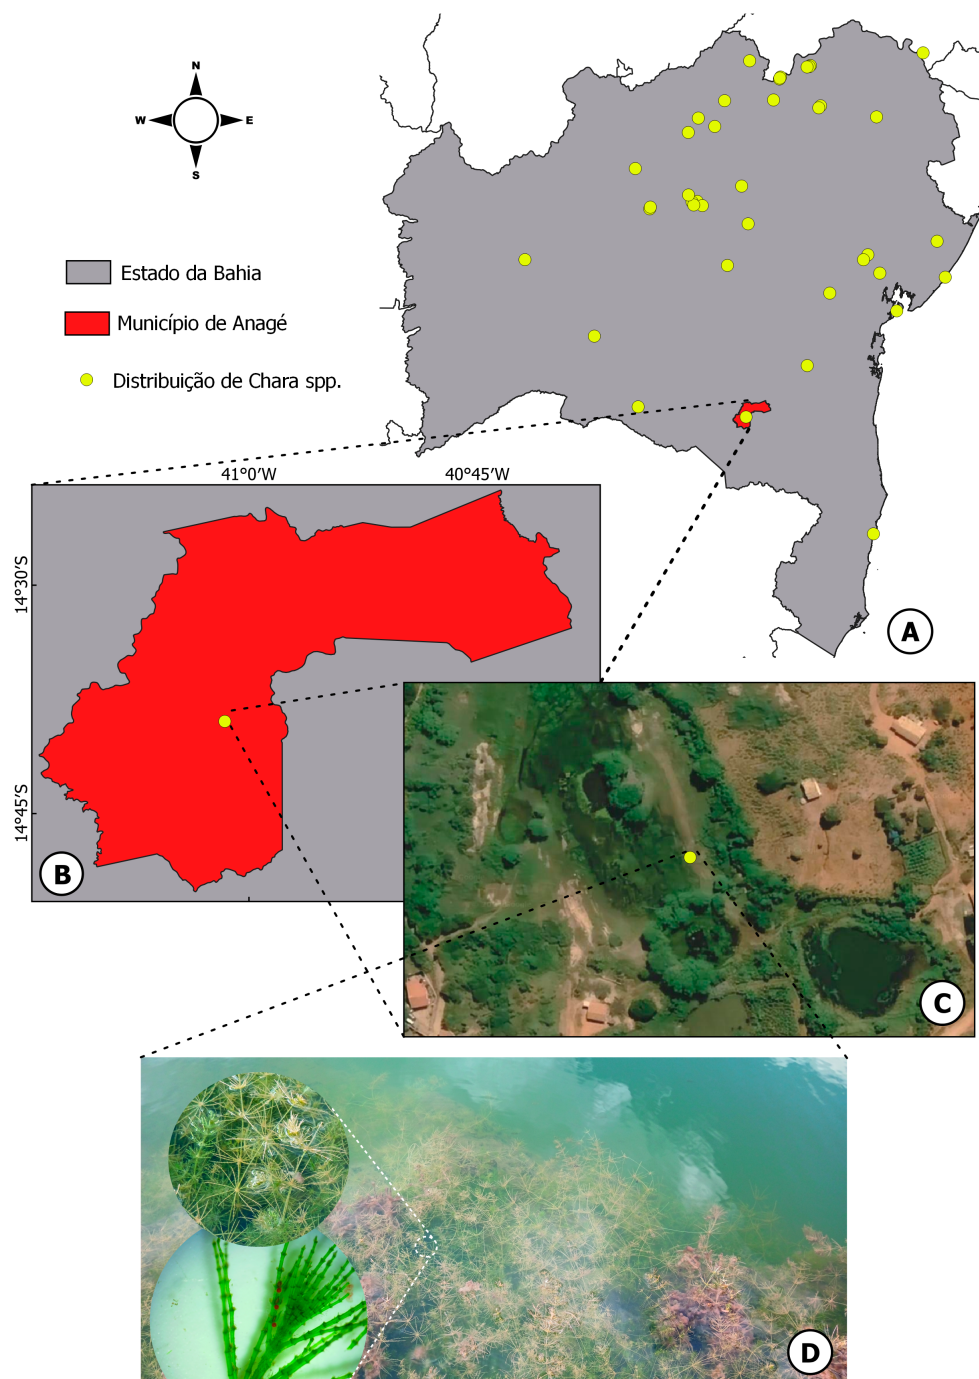 N
W E
S
Estado da Bahia
Município de Anagé
Distribuição de Chara spp.
A
41°0'W 40°45'W
14°30'S
14°45'S
B
C
D